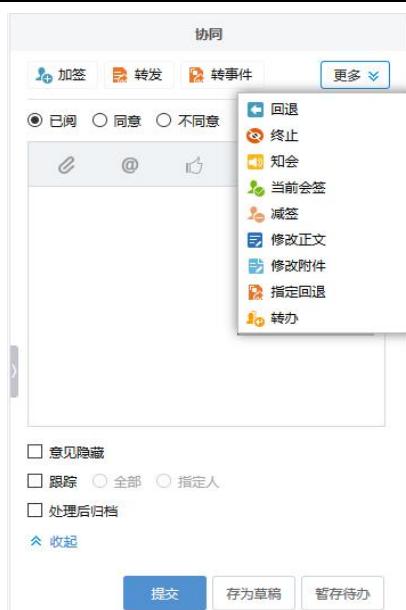 协同
加签 转发 转事件 更多
已阅 同意 不同意
回退
终止
知会
当前会签
减签
修改正文
修改附件
指定回退
转办
@
意见隐藏
跟踪 全部 指定人
处理后归档
收起
提交 存为草稿 暂存待办